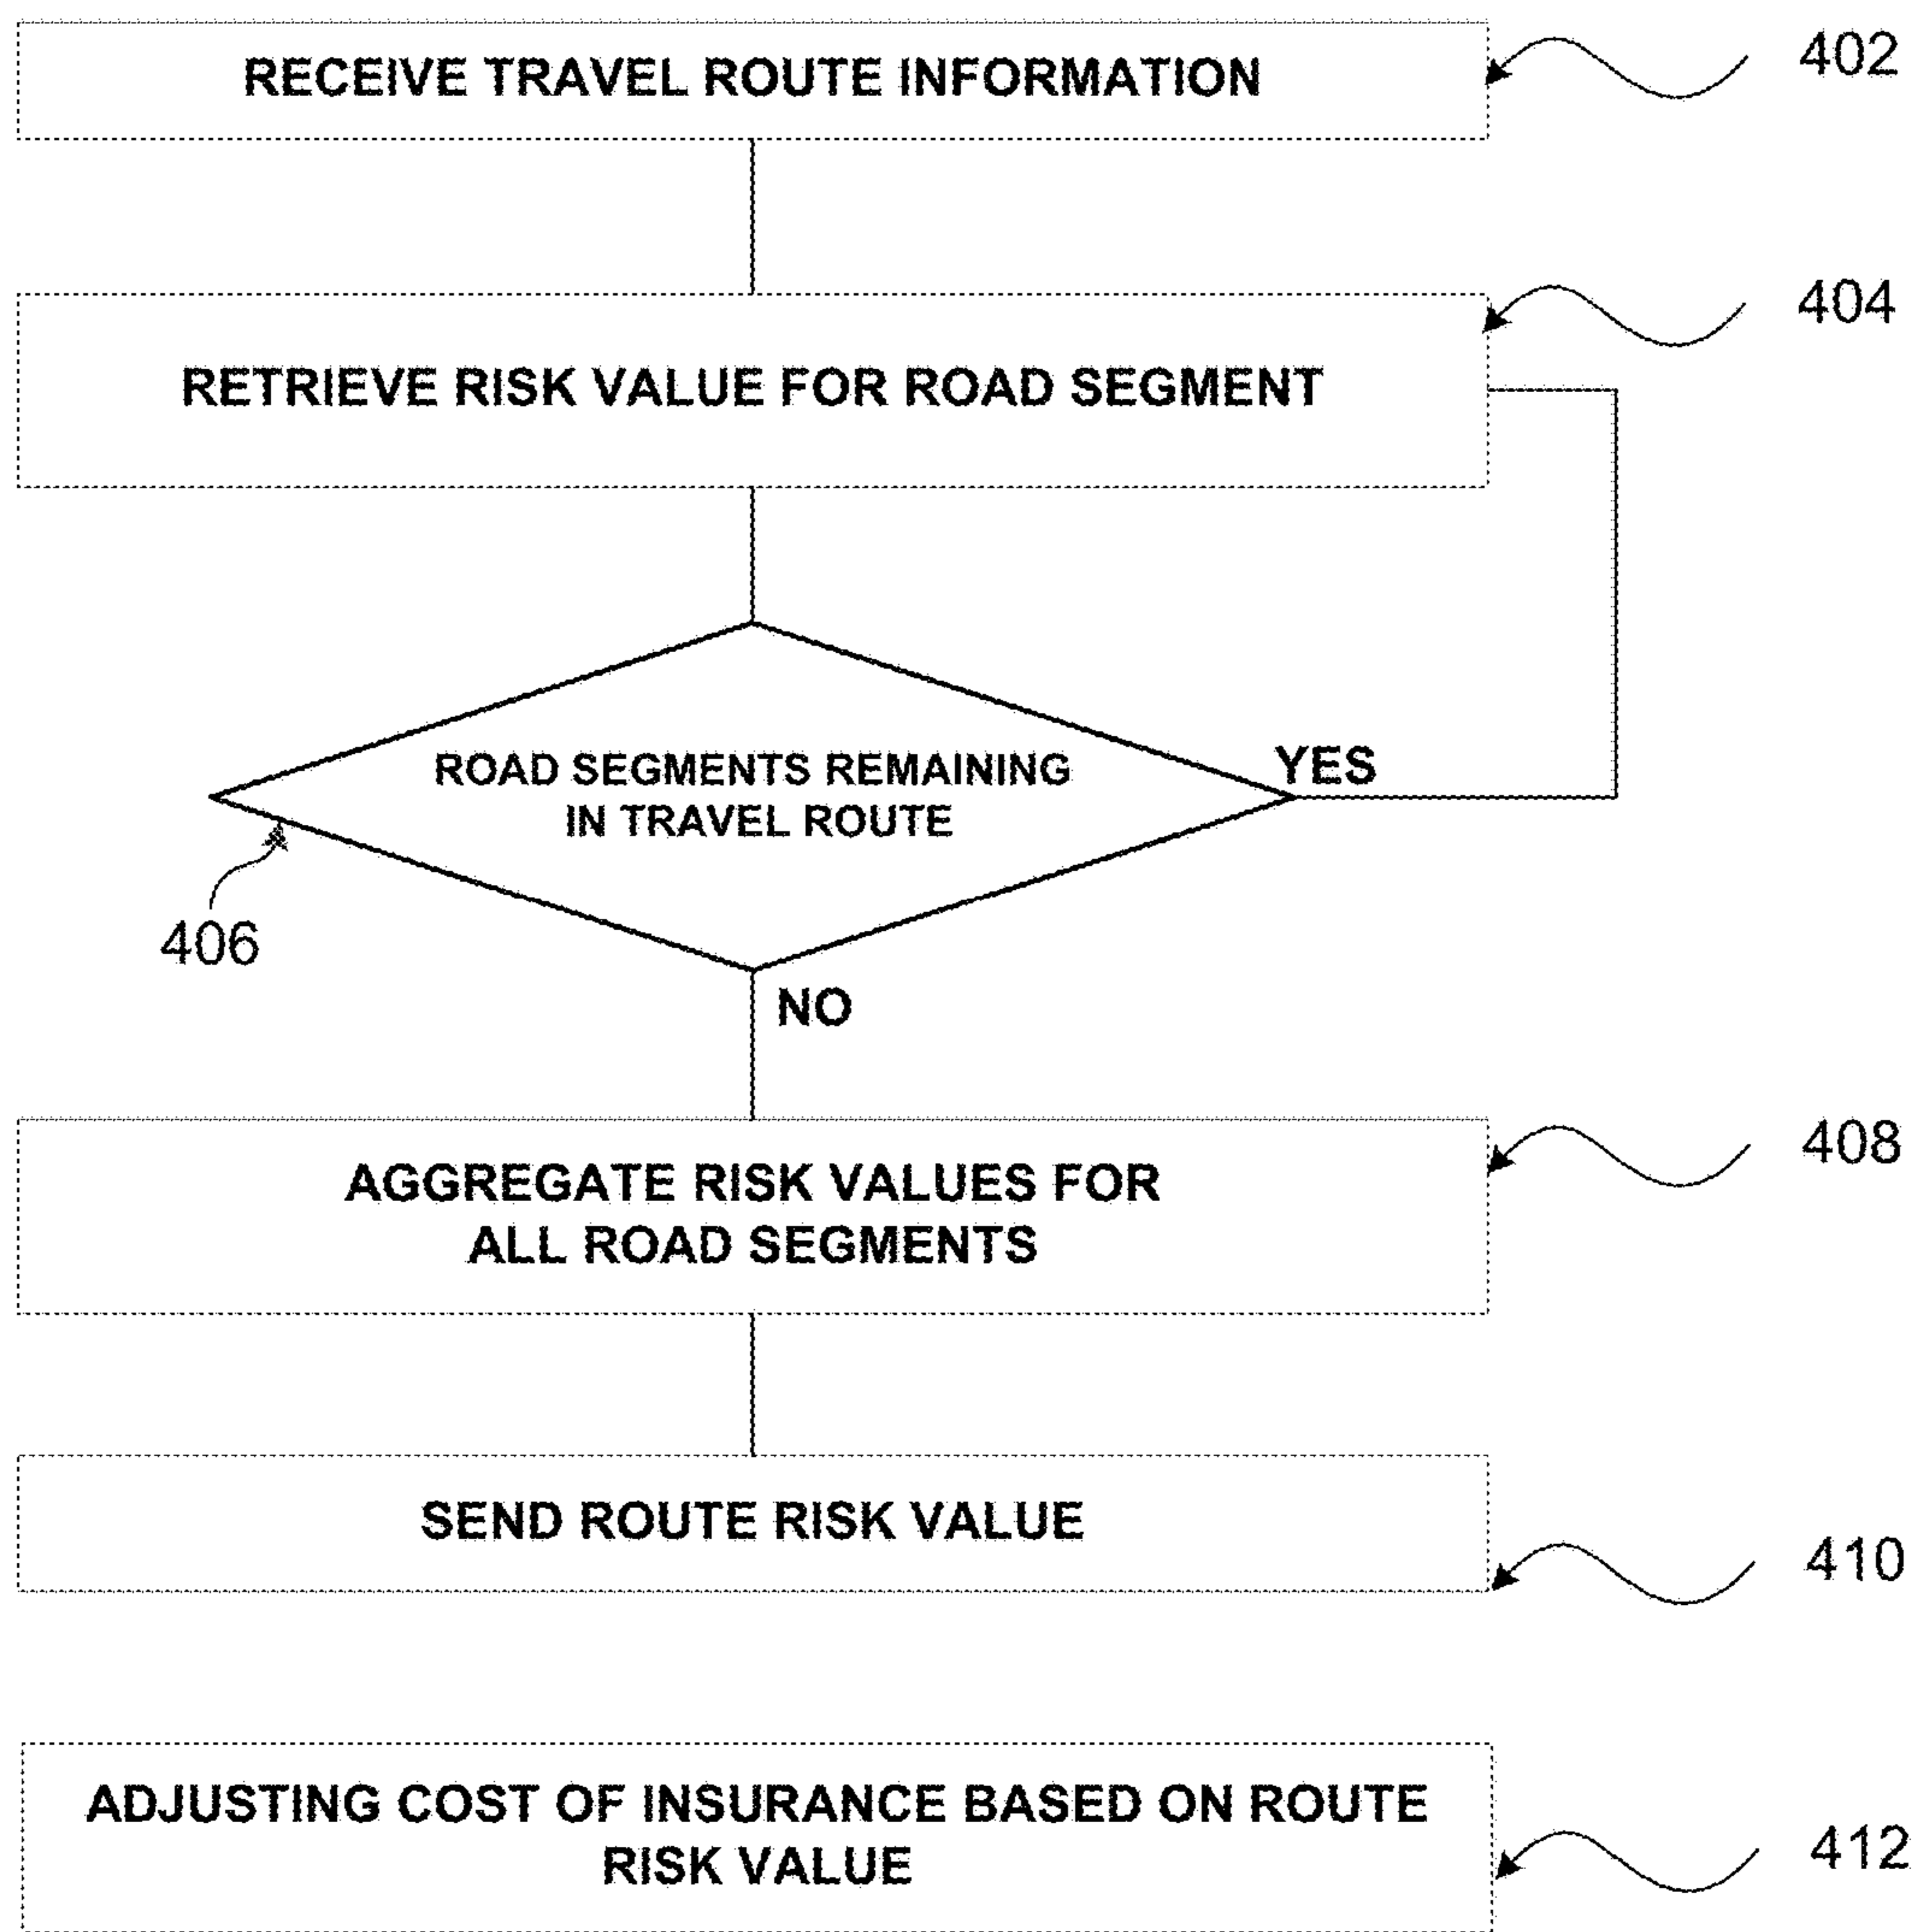 RECEIVE TRAVEL ROUTE INFORMATION
402
404
RETRIEVE RISK VALUE FOR ROAD SEGMENT
YES
ROAD SEGMENTS REMAINING
IN TRAVEL ROUTE
406
NO
408
AGGREGATE RISK VALUES FOR
ALL ROAD SEGMENTS
SEND ROUTE RISK VALUE
410
ADJUSTING COST OF INSURANCE BASED ON ROUTE
RISK VALUE
412